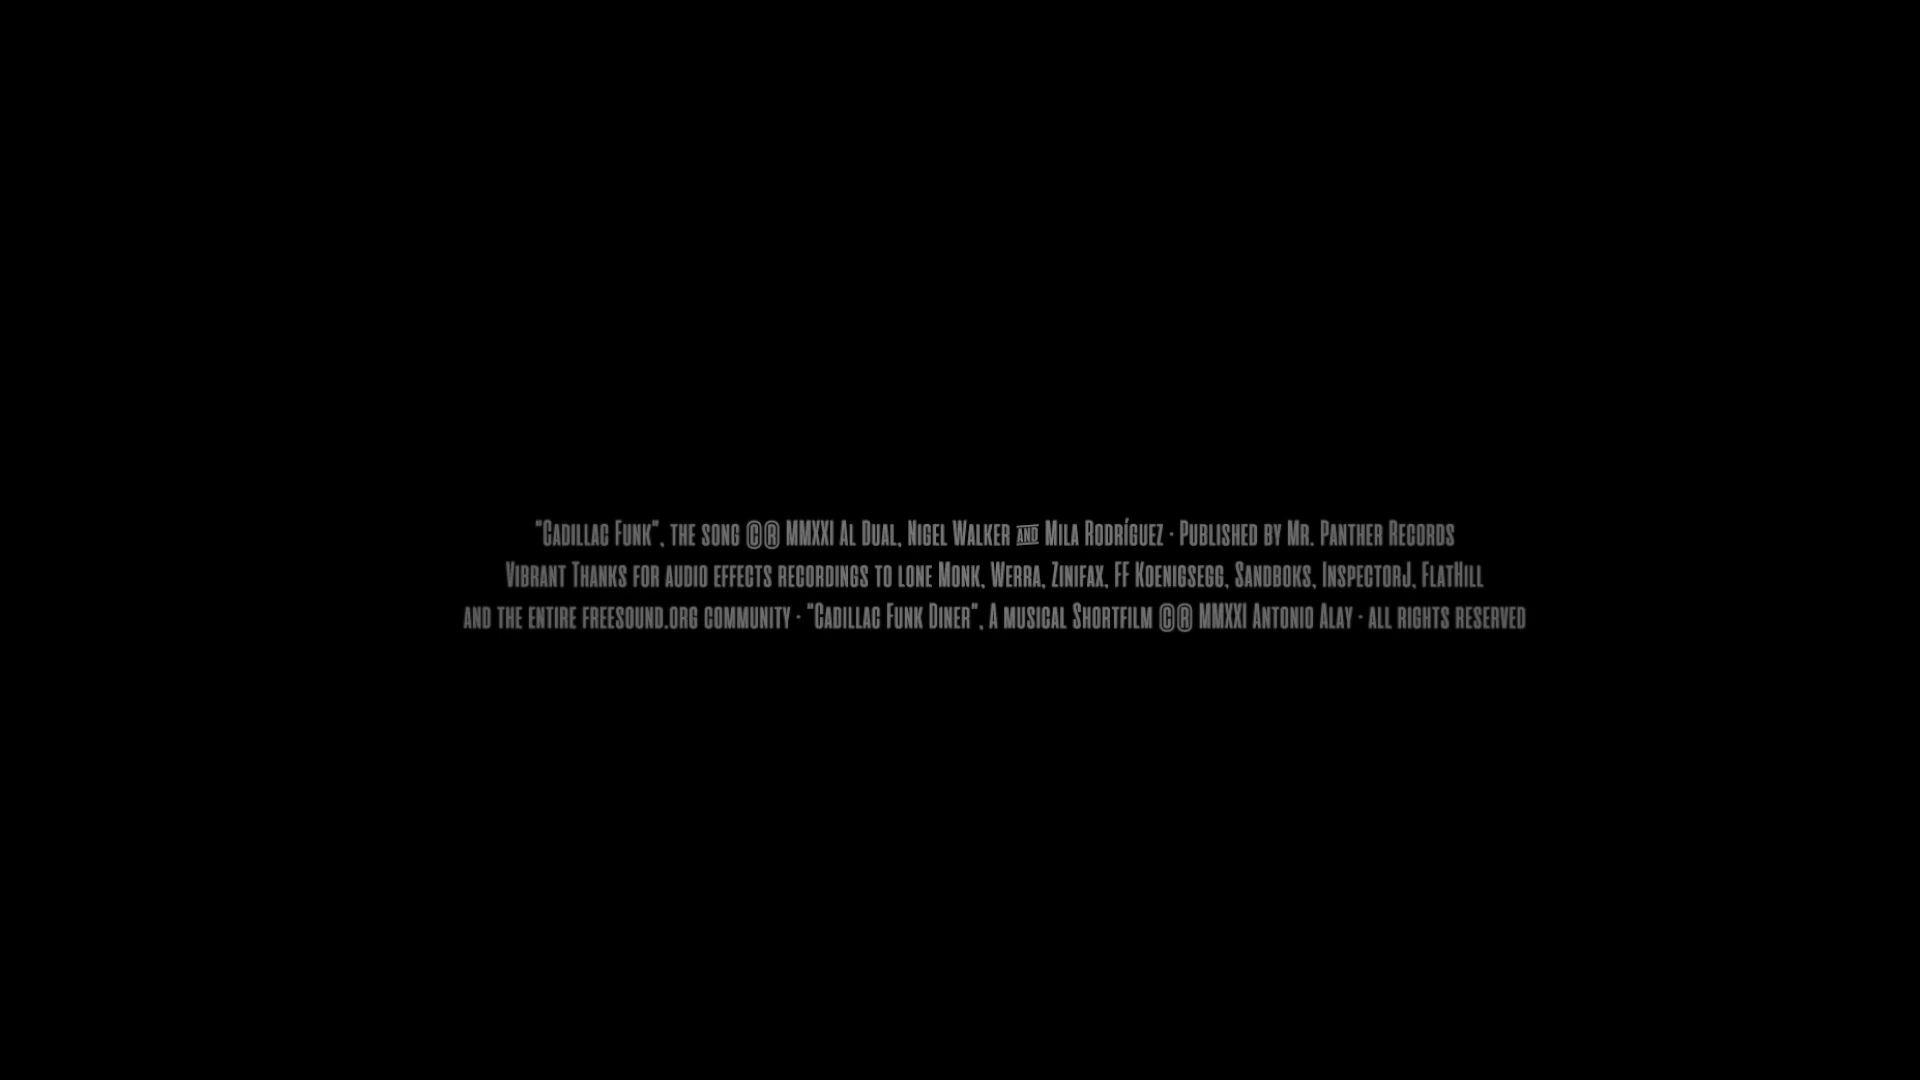 "Cadillac Funk", the song ©® MMXXI Al Dual, Nigel Walker and Mila Rodríguez · Published by Mr. Panther Records
Vibrant Thanks for audio effects recordings to lone Monk, Werra, Zinifax, FF Koenigsegg, Sandboks, InspectorJ, FlatHill
and the entire freesound.org community · "Cadillac Funk Diner", A musical Shortfilm ©® MMXXI Antonio Alay · all rights reserved